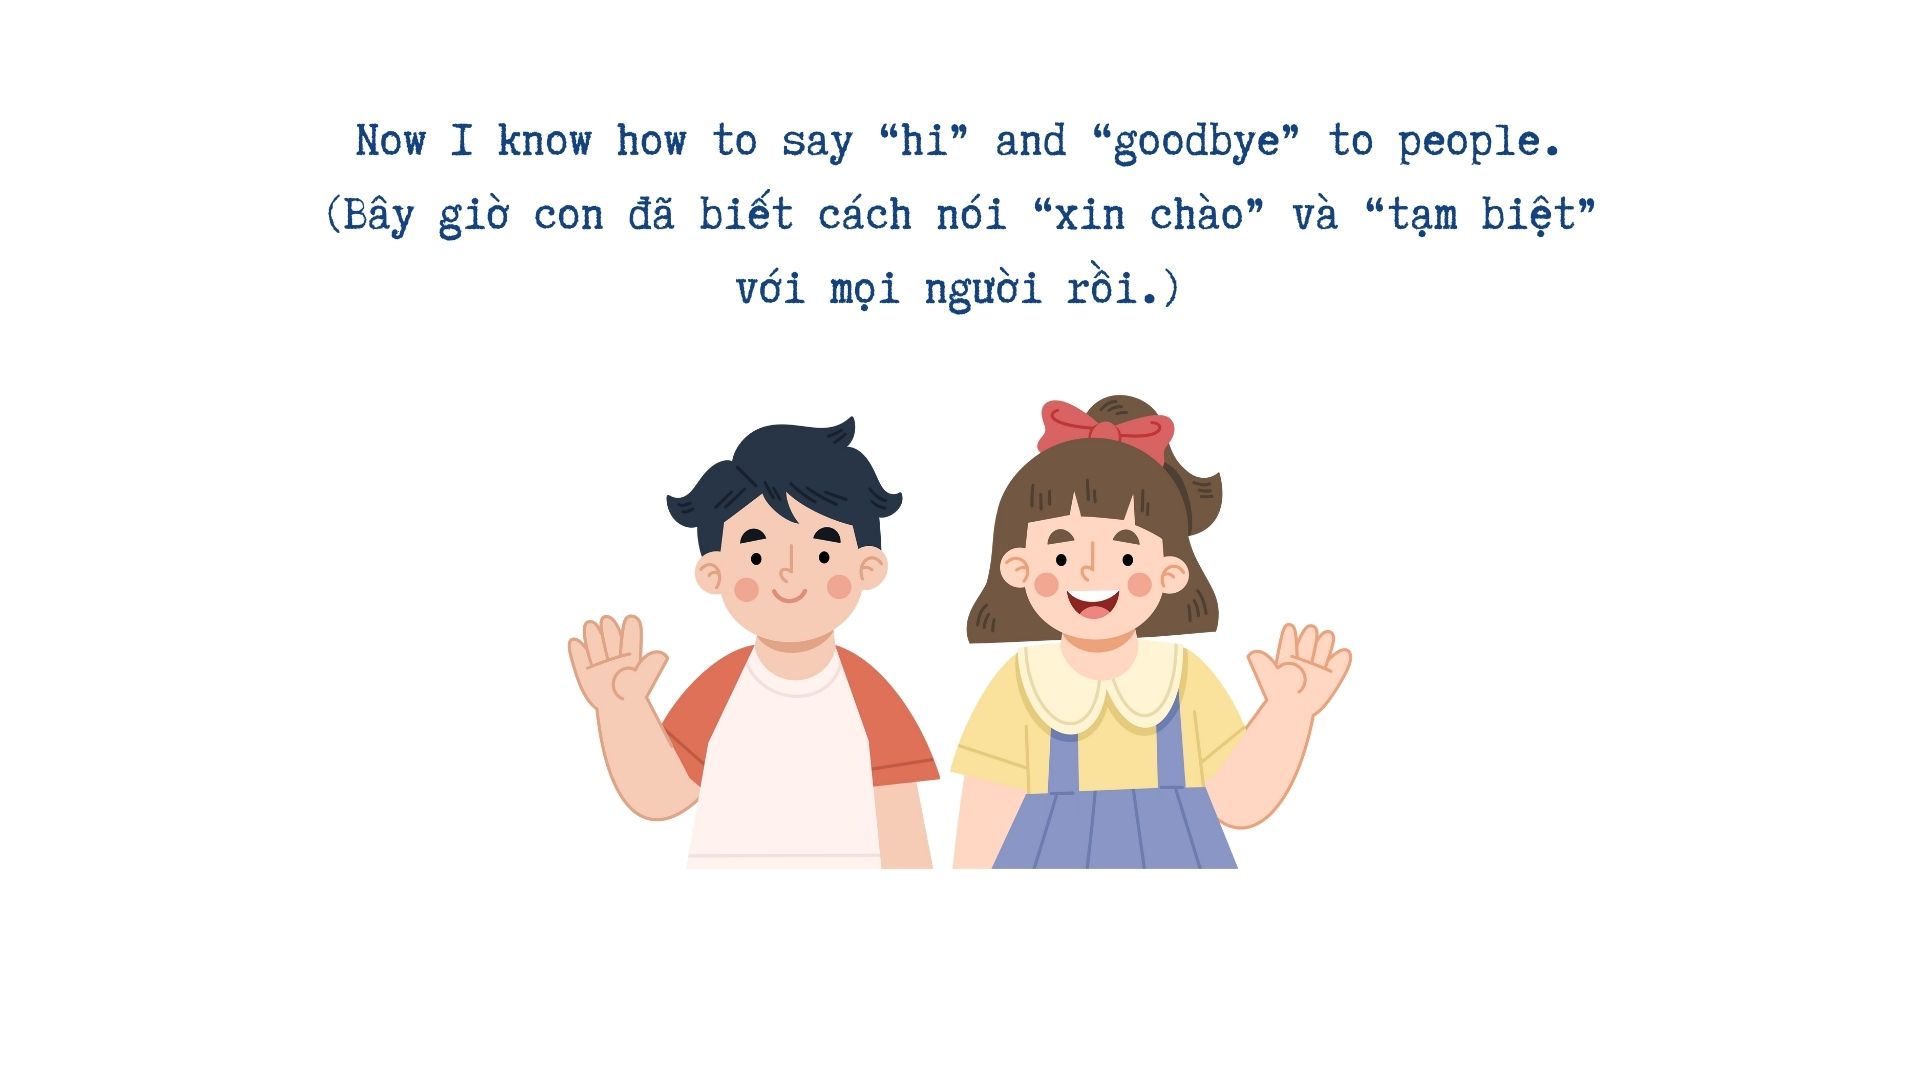 Now I know how to say “hi” and “goodbye” to people.
(Bây giờ con đã biết cách nói “xin chào” và “tạm biệt”
với mọi người rồi.)